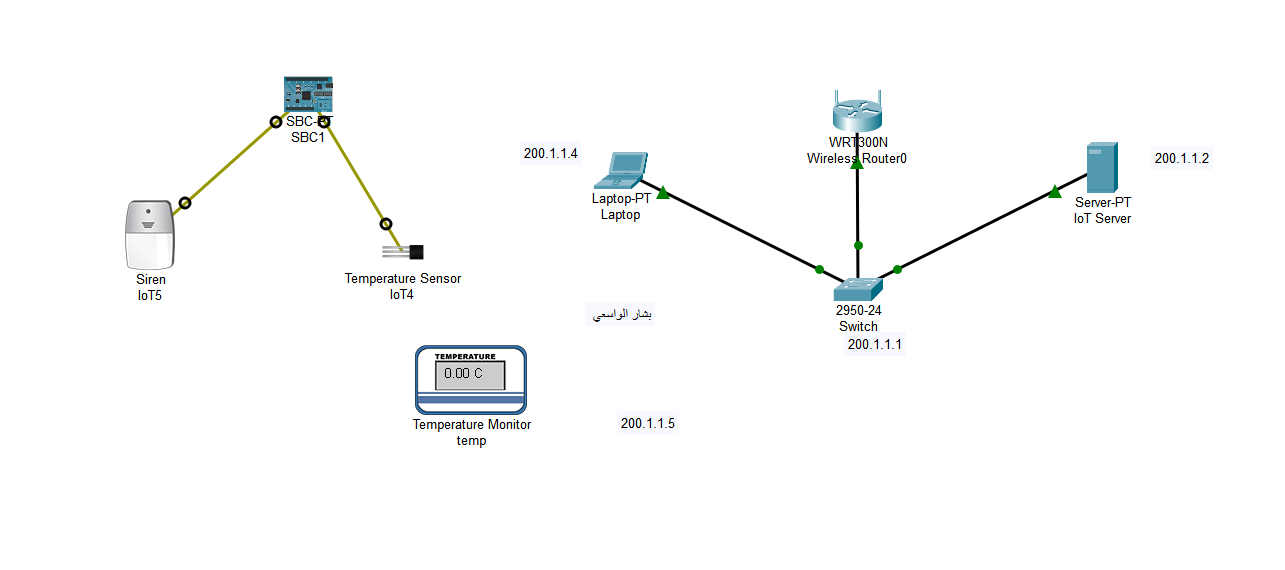 SBC-PT
SBC1
Siren
IoT5
Temperature Sensor
IoT4
200.1.1.4
Laptop-PT
Laptop
WRT300N
Wireless Router0
200.1.1.2
Server-PT
IoT Server
2950-24
Switch
200.1.1.1
بشار الواسعي
TEMPERATURE
0.00 C
Temperature Monitor
temp
200.1.1.5